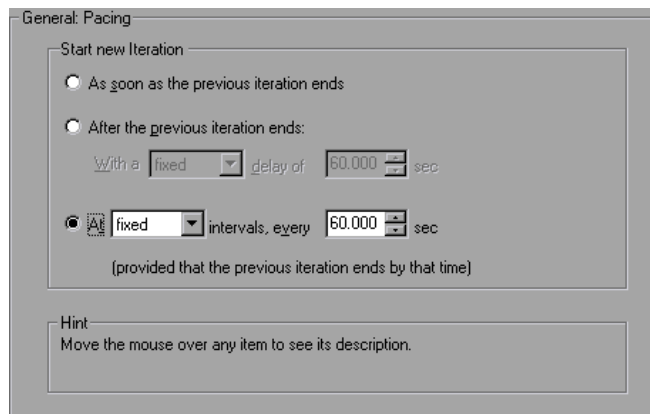 General: Pacing
Start new Iteration
As soon as the previous iteration ends
After the previous iteration ends:
With a fixed delay of 60.000 sec
At fixed intervals, every 60.000 sec
(provided that the previous iteration ends by that time)
Hint
Move the mouse over any item to see its description.